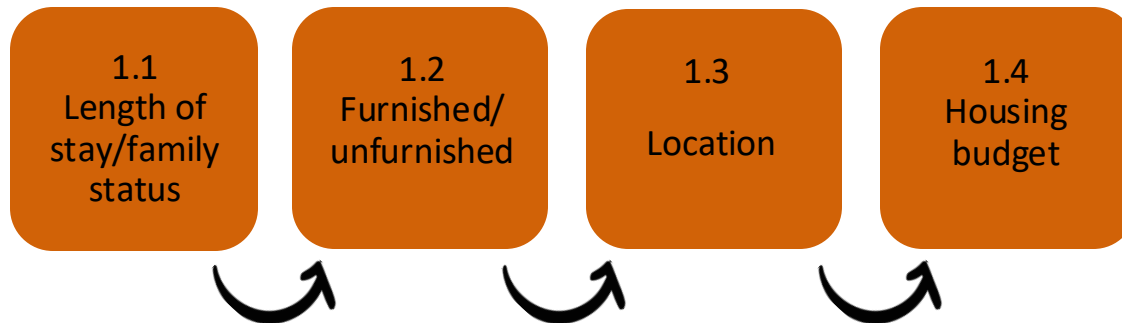 1.1
Length of
stay/family
status
1.2
Furnished/
unfurnished
1.3
Location
1.4
Housing
budget